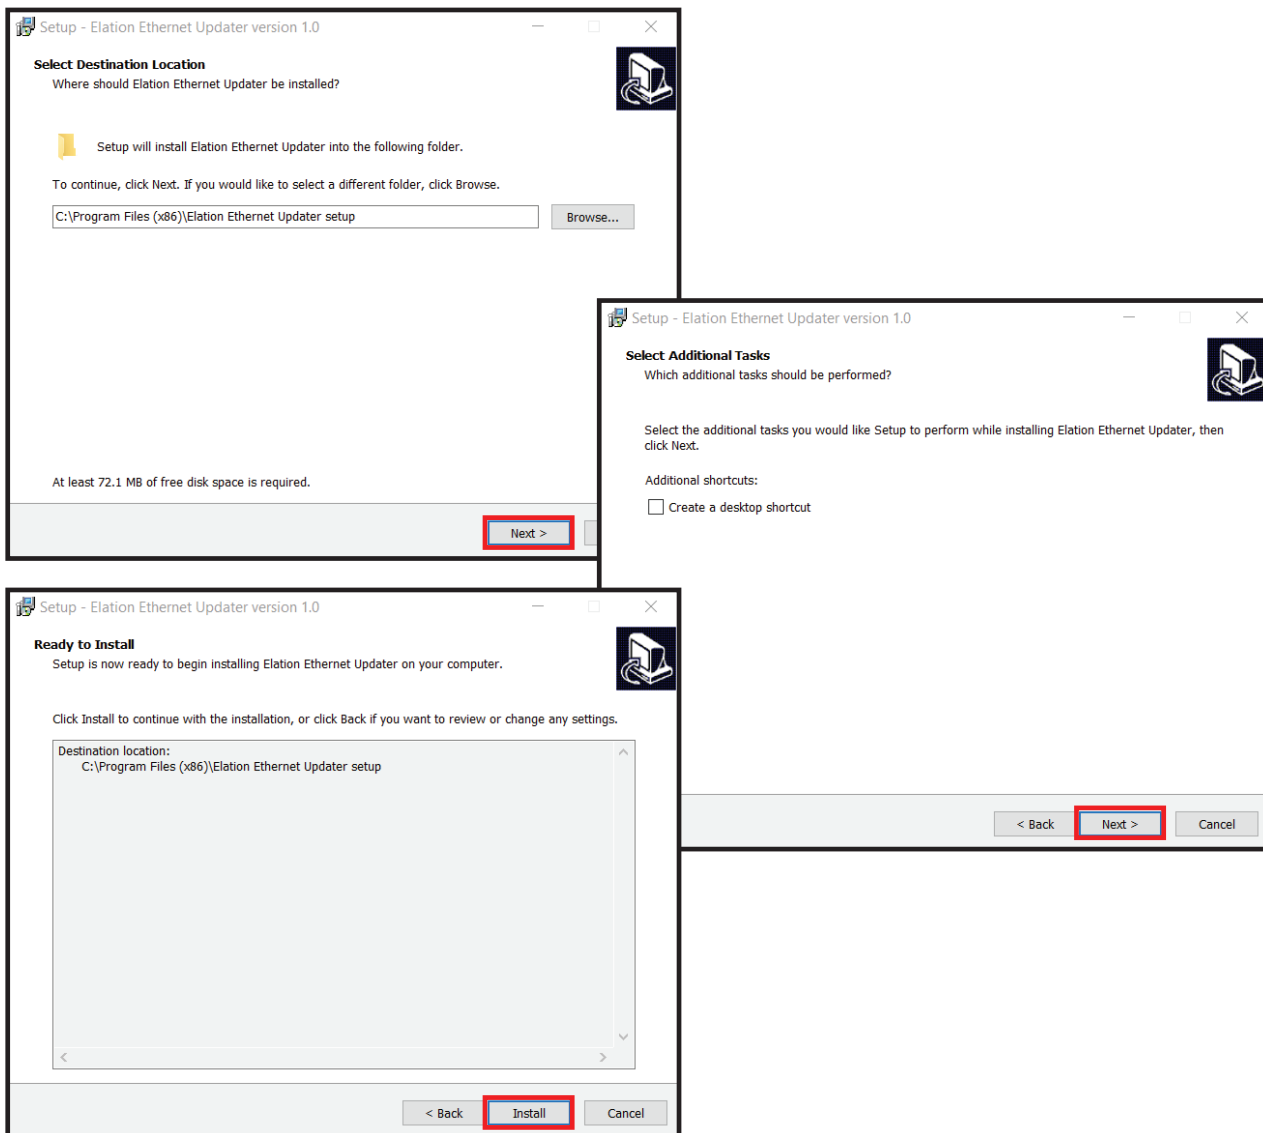 Setup - Elation Ethernet Updater version 1.0
Select Destination Location
Where should Elation Ethernet Updater be installed?
Setup will install Elation Ethernet Updater into the following folder.
To continue, click Next. If you would like to select a different folder, click Browse.
C:\Program Files (x86)\Elation Ethernet Updater setup
Browse...
At least 72.1 MB of free disk space is required.
Next >
Setup - Elation Ethernet Updater version 1.0
Select Additional Tasks
Which additional tasks should be performed?
Select the additional tasks you would like Setup to perform while installing Elation Ethernet Updater, then
click Next.
Additional shortcuts:
Create a desktop shortcut
< Back
Next >
Cancel
Setup - Elation Ethernet Updater version 1.0
Ready to Install
Setup is now ready to begin installing Elation Ethernet Updater on your computer.
Click Install to continue with the installation, or click Back if you want to review or change any settings.
Destination location:
C:\Program Files (x86)\Elation Ethernet Updater setup
< Back
Install
Cancel